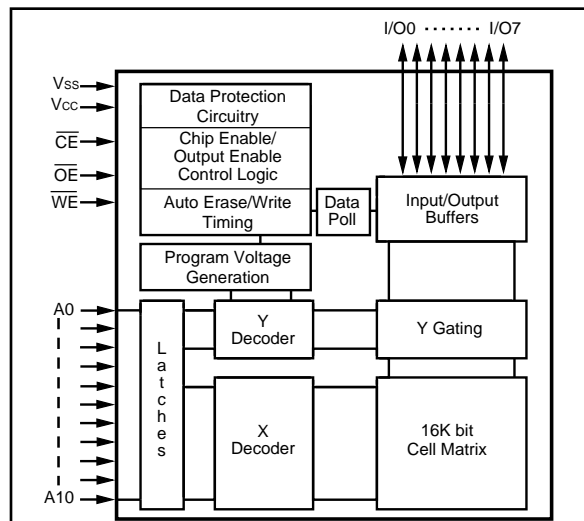 I/O0 ........ I/O7
VSS
VCC
CE
OE
WE
Data Protection
Circuitry
Chip Enable/
Output Enable
Control Logic
Auto Erase/Write
Timing
Data
Poll
Input/Output
Buffers
Program Voltage
Generation
A0
Latches
Y
Decoder
Y Gating
X
Decoder
16K bit
Cell Matrix
A10